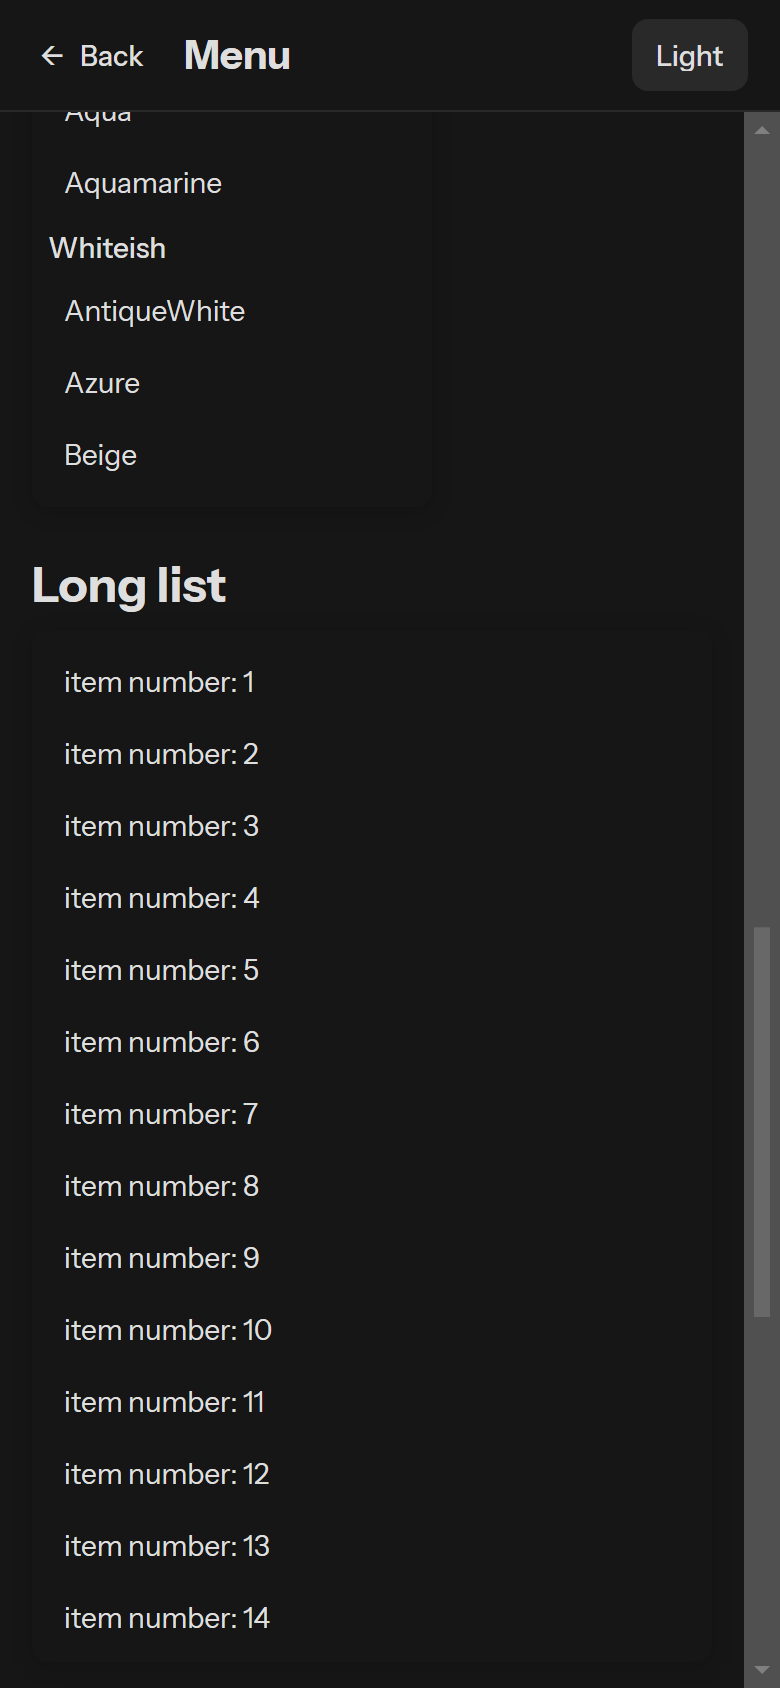 ← Back Menu Light
Aqua
Aquamarine
Whiteish
AntiqueWhite
Azure
Beige
Long list
item number: 1
item number: 2
item number: 3
item number: 4
item number: 5
item number: 6
item number: 7
item number: 8
item number: 9
item number: 10
item number: 11
item number: 12
item number: 13
item number: 14